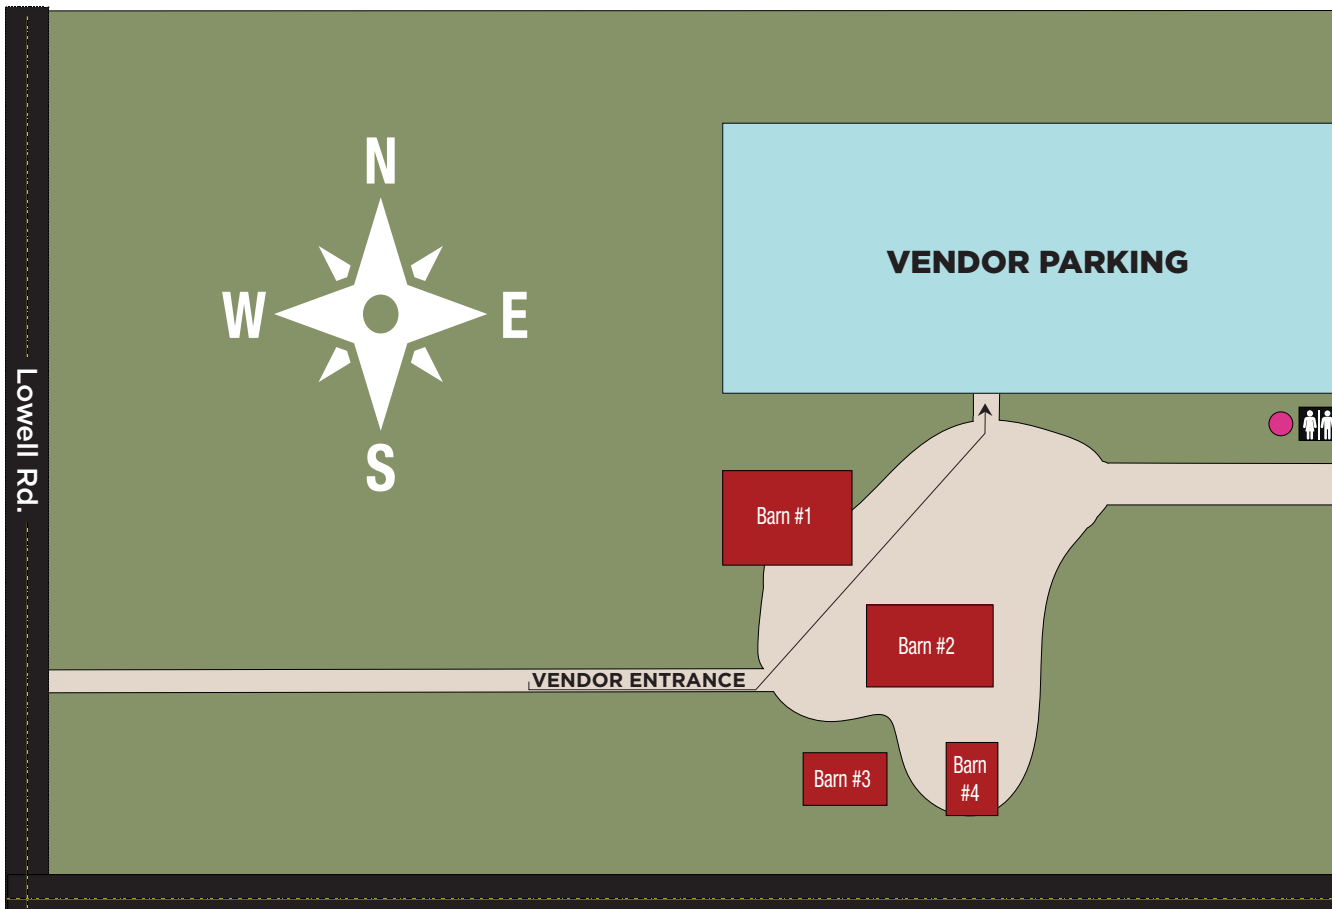 N
W
E
S
Lowell Rd.
VENDOR PARKING
Barn #1
Barn #2
VENDOR ENTRANCE
Barn #3
Barn
#4